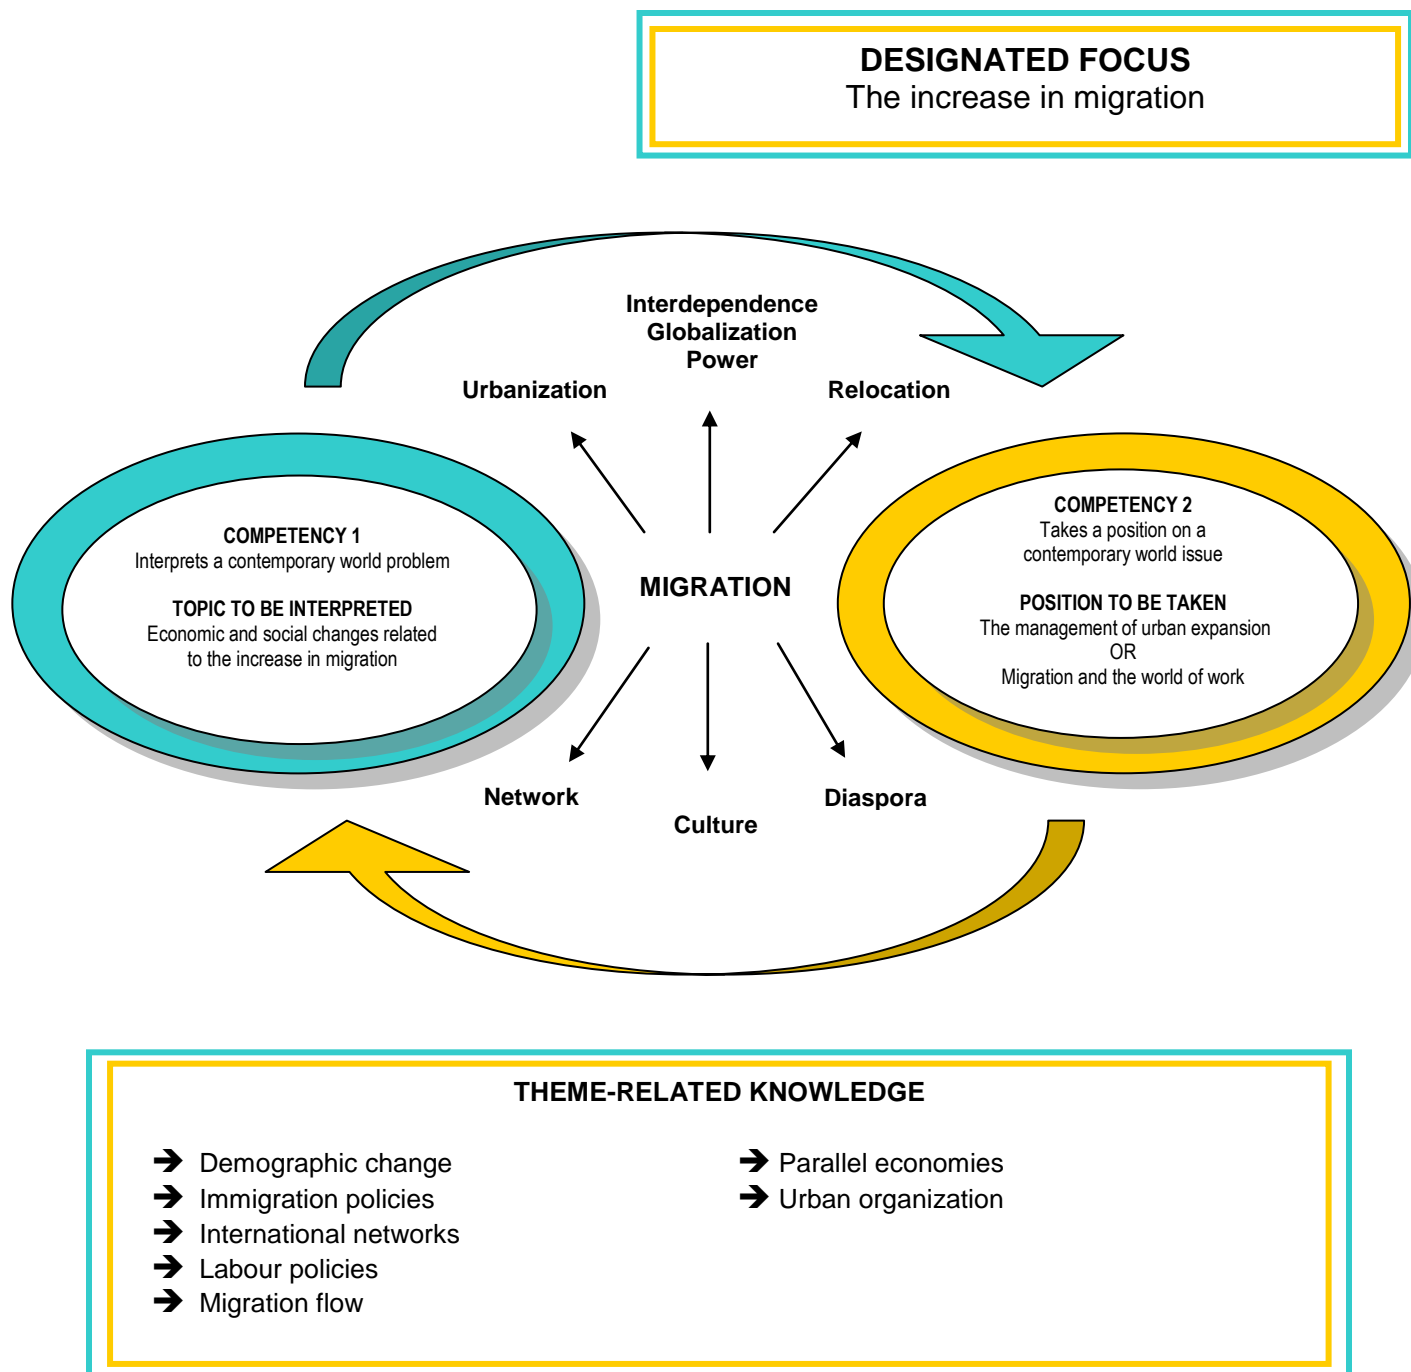 DESIGNATED FOCUS
The increase in migration
Interdependence
Globalization
Power
Urbanization
Relocation
COMPETENCY 1
Interprets a contemporary world problem
TOPIC TO BE INTERPRETED
Economic and social changes related
to the increase in migration
MIGRATION
COMPETENCY 2
Takes a position on a
contemporary world issue
POSITION TO BE TAKEN
The management of urban expansion
OR
Migration and the world of work
Network
Culture
Diaspora
THEME-RELATED KNOWLEDGE
➔ Demographic change
➔ Immigration policies
➔ International networks
➔ Labour policies
➔ Migration flow
➔ Parallel economies
➔ Urban organization